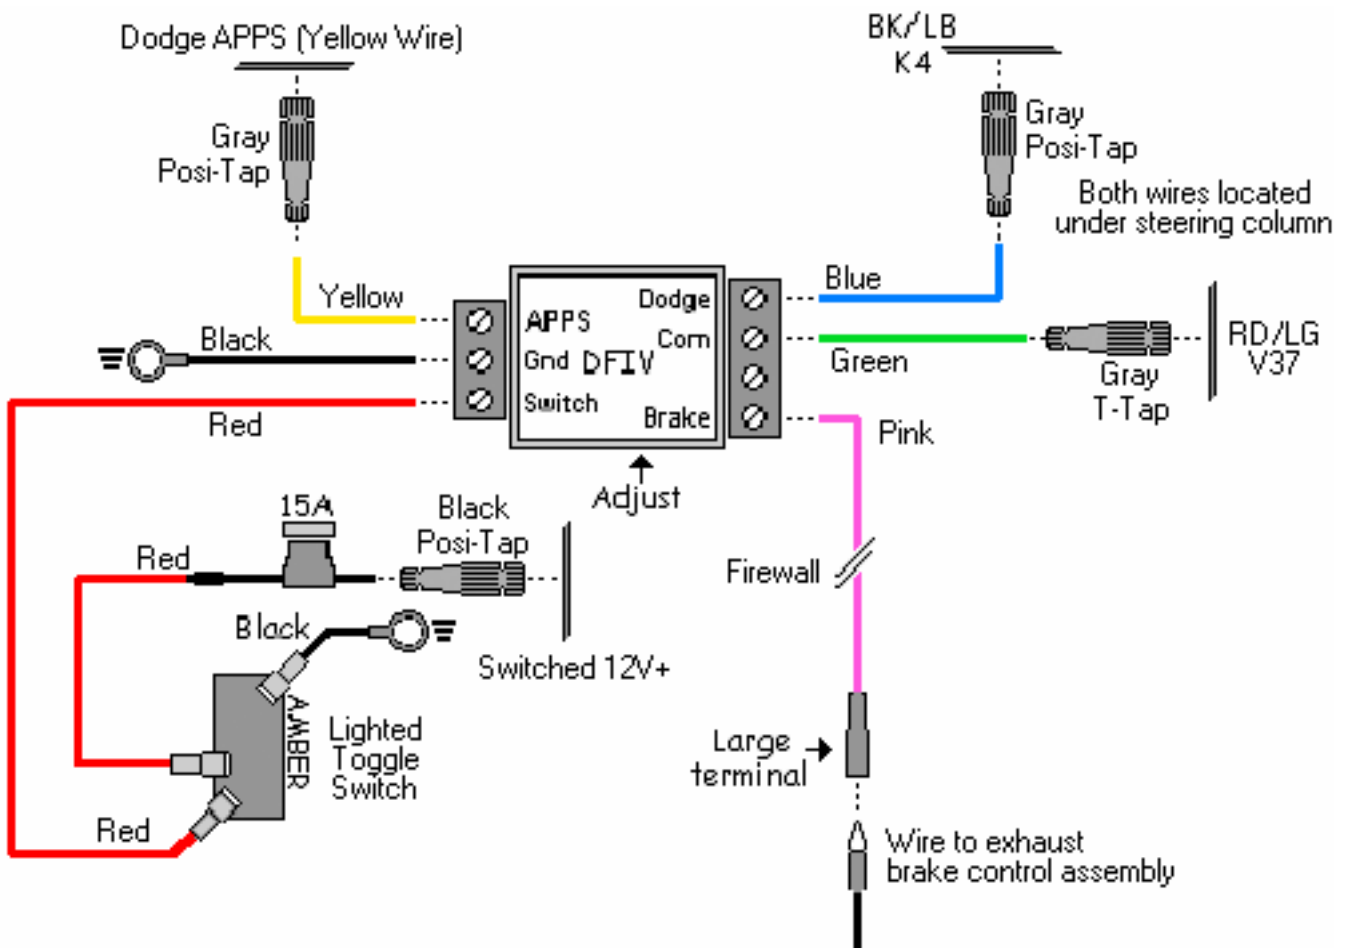 Dodge APPS (Yellow Wire)
BK/LB
K4
Gray
Posi-Tap
Gray
Posi-Tap
Both wires located
under steering column
Yellow
Blue
Black
Red
APPS
Gnd
Switch
DFIV
Dodge
Com
Brake
Green
Gray
T-Tap
RD/LG
V37
Pink
Adjust
15A
Red
Black
Posi-Tap
Black
Switched 12V+
Firewall
AMBER
Lighted
Toggle
Switch
Red
Large
terminal
Wire to exhaust
brake control assembly